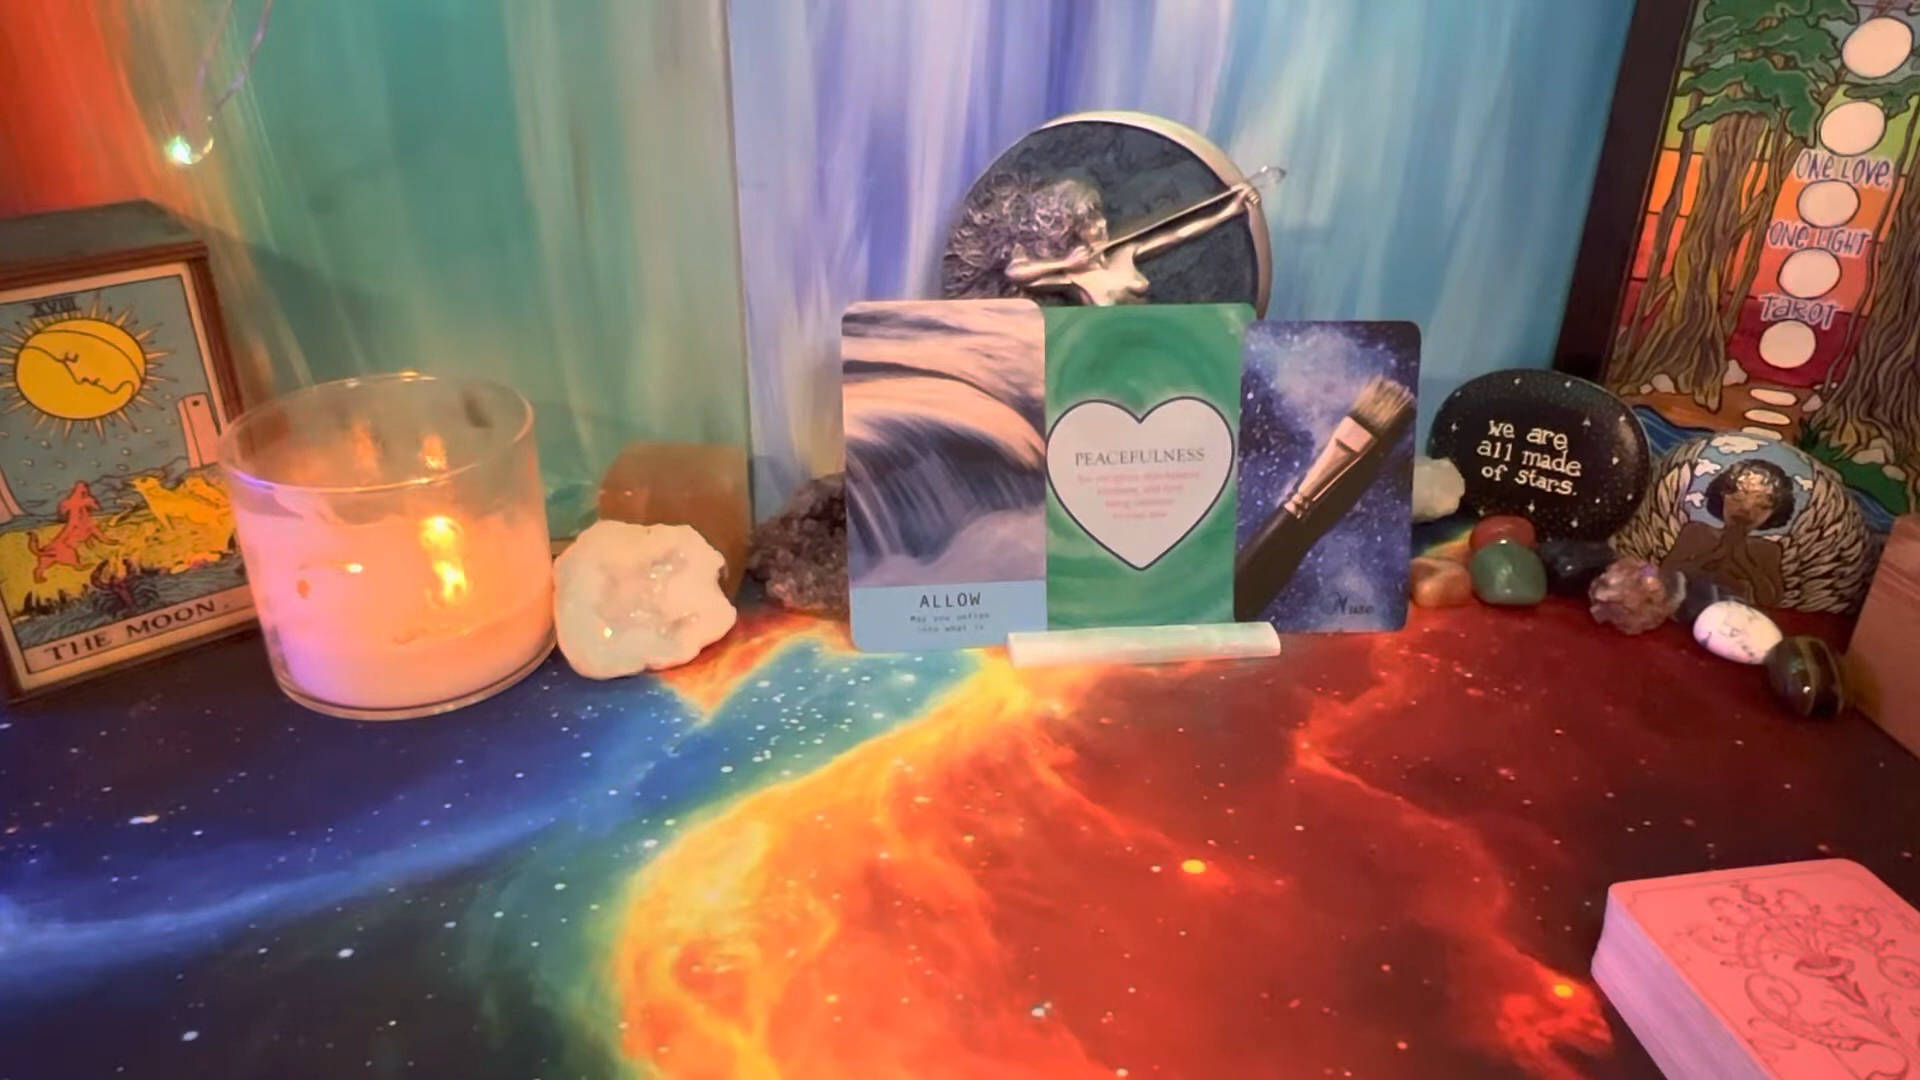 XVIII
THE MOON.
ALLOW
May you soften
into what is
PEACEFULNESS
Muse
we are
all made
of stars.
ONE LOVE,
ONE LIGHT
TAROT